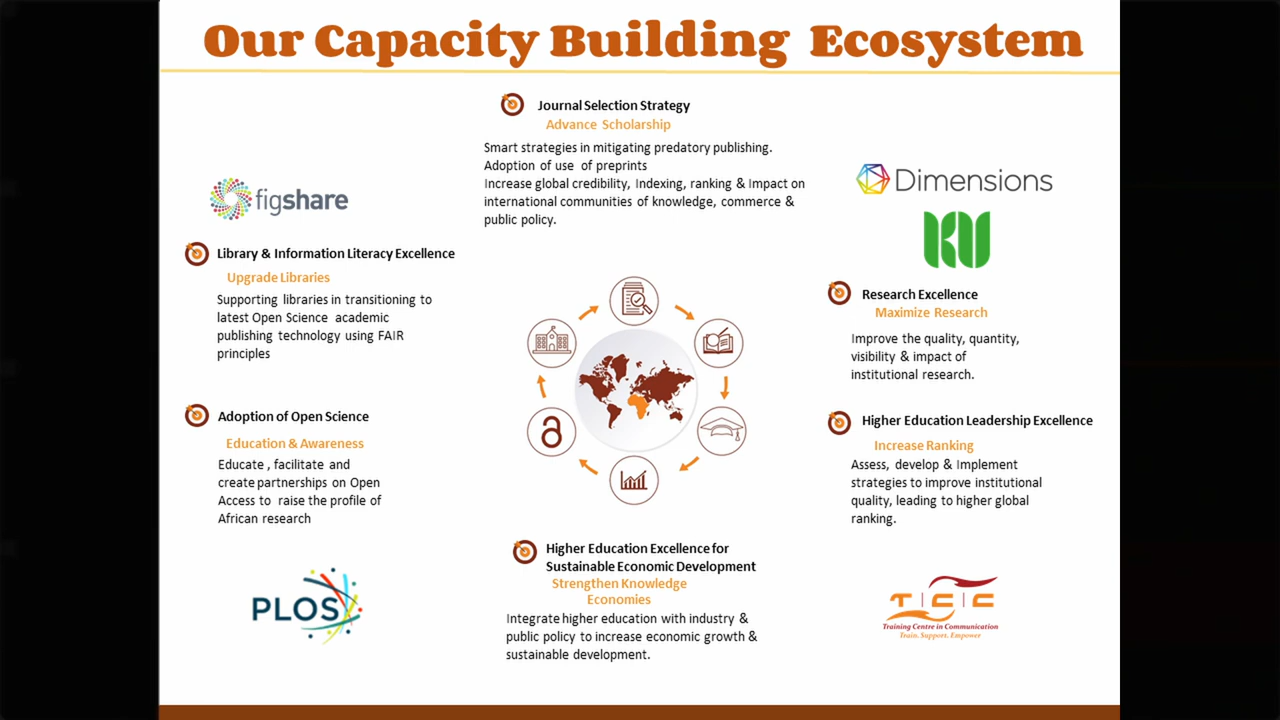 Our Capacity Building Ecosystem
Journal Selection Strategy
Advance Scholarship
Smart strategies in mitigating predatory publishing.
Adoption of use of preprints
Increase global credibility, Indexing, ranking & Impact on
international communities of knowledge, commerce &
public policy.
figshare
Library & Information Literacy Excellence
Upgrade Libraries
Supporting libraries in transitioning to
latest Open Science academic
publishing technology using FAIR
principles
Adoption of Open Science
Education & Awareness
Educate , facilitate and
create partnerships on Open
Access to raise the profile of
African research
PLOS
Dimensions
KU
Research Excellence
Maximize Research
Improve the quality, quantity,
visibility & impact of
institutional research.
Higher Education Leadership Excellence
Increase Ranking
Assess, develop & Implement
strategies to improve institutional
quality, leading to higher global
ranking.
Higher Education Excellence for
Sustainable Economic Development
Strengthen Knowledge
Economies
Integrate higher education with industry &
public policy to increase economic growth &
sustainable development.
T|C|C
Training Centre in Communication
Train. Support. Empower